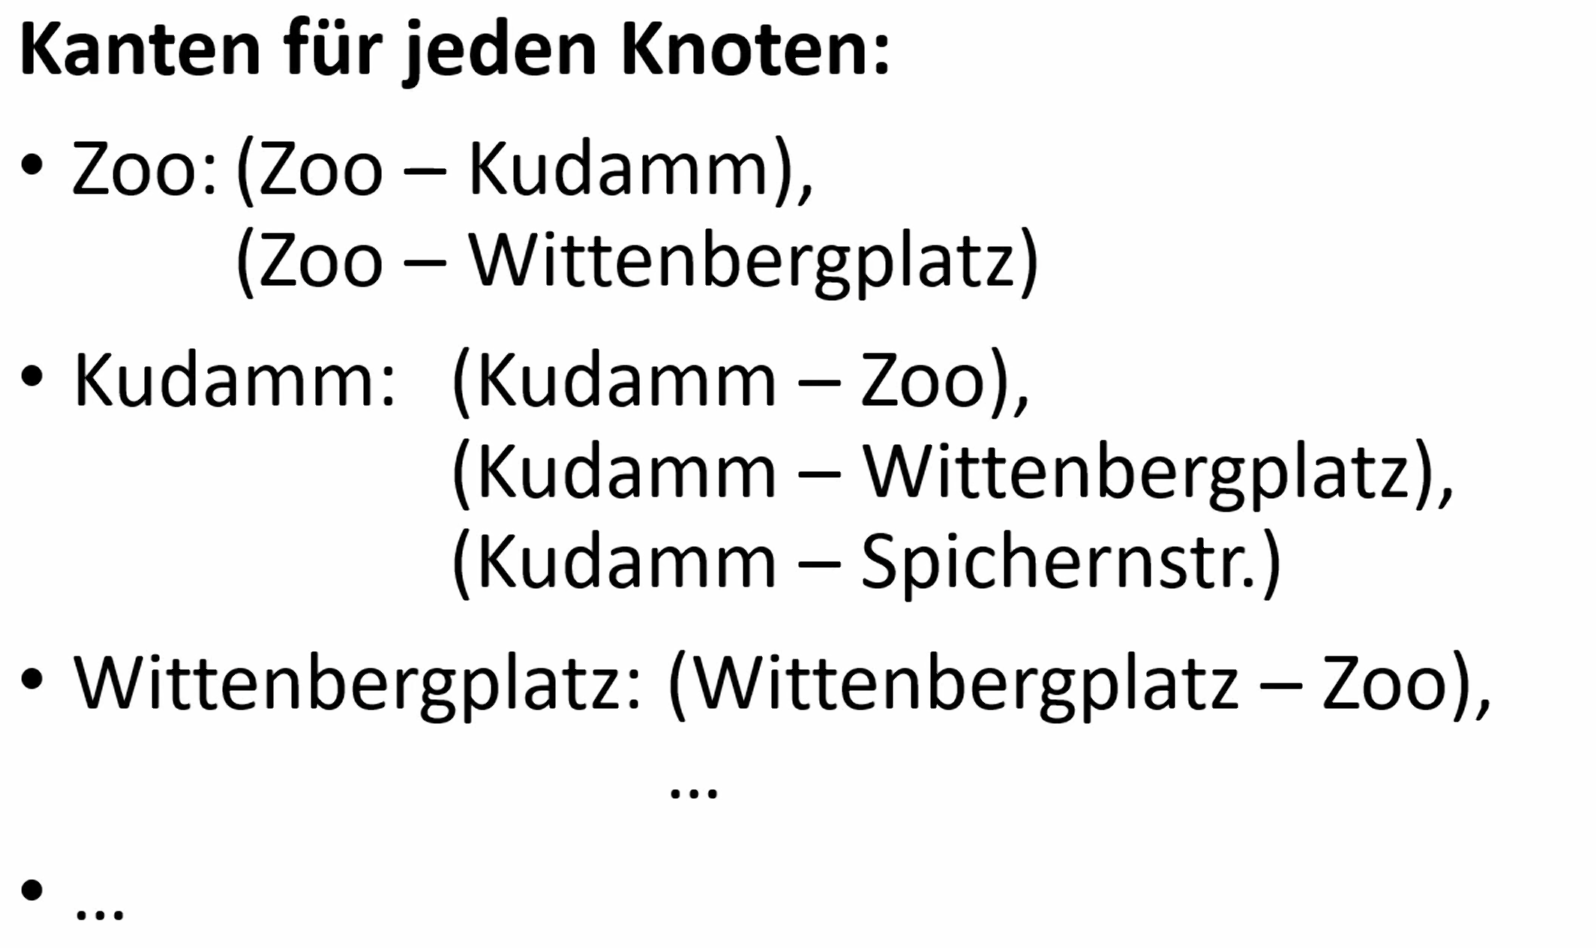 Kanten für jeden Knoten:
• Zoo: (Zoo – Kudamm),
(Zoo – Wittenbergplatz)
• Kudamm: (Kudamm – Zoo),
(Kudamm – Wittenbergplatz),
(Kudamm – Spichernstr.)
• Wittenbergplatz: (Wittenbergplatz – Zoo),
...
• ...